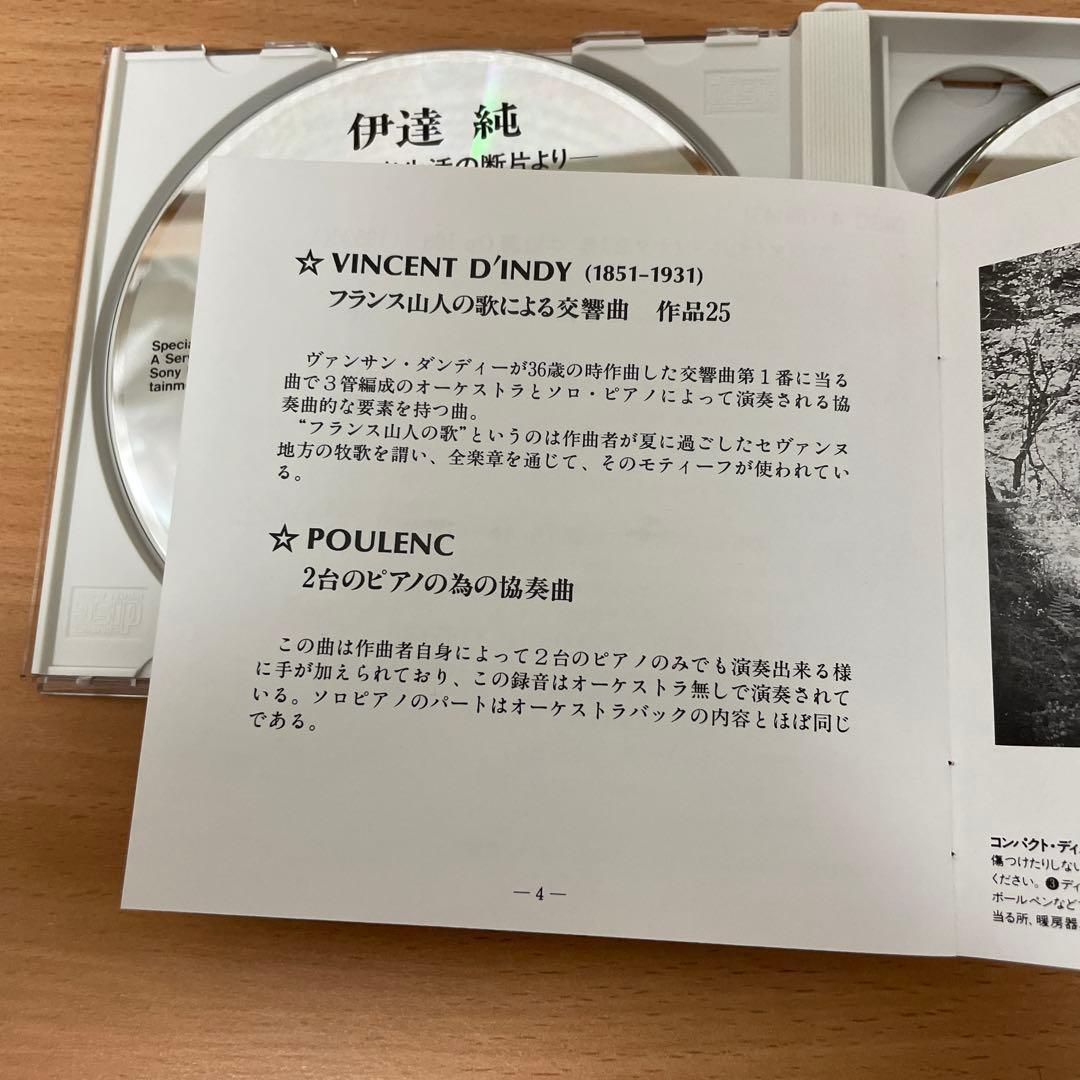 伊達 純
生活の断片より―
Specia
A Ser
Sony
tainm
☆ VINCENT D'INDY (1851-1931)
フランス山人の歌による交響曲 作品25
ヴァンサン・ダンディーが36歳の時作曲した交響曲第1番に当る
曲で3管編成のオーケストラとソロ・ピアノによって演奏される協
奏曲的な要素を持つ曲。
“フランス山人の歌”というのは作曲者が夏に過ごしたセヴァンヌ
地方の牧歌を謂い、全楽章を通じて、そのモティーフが使われてい
る。
☆ POULENC
2台のピアノの為の協奏曲
この曲は作曲者自身によって2台のピアノのみでも演奏出来る様
に手が加えられており、この録音はオーケストラ無しで演奏されて
いる。ソロピアノのパートはオーケストラバックの内容とほぼ同じ
である。
―4―
コンパクト・ディ
傷つけたりしない
ください。❸ディ
ボールペンなど
当る所、暖房器